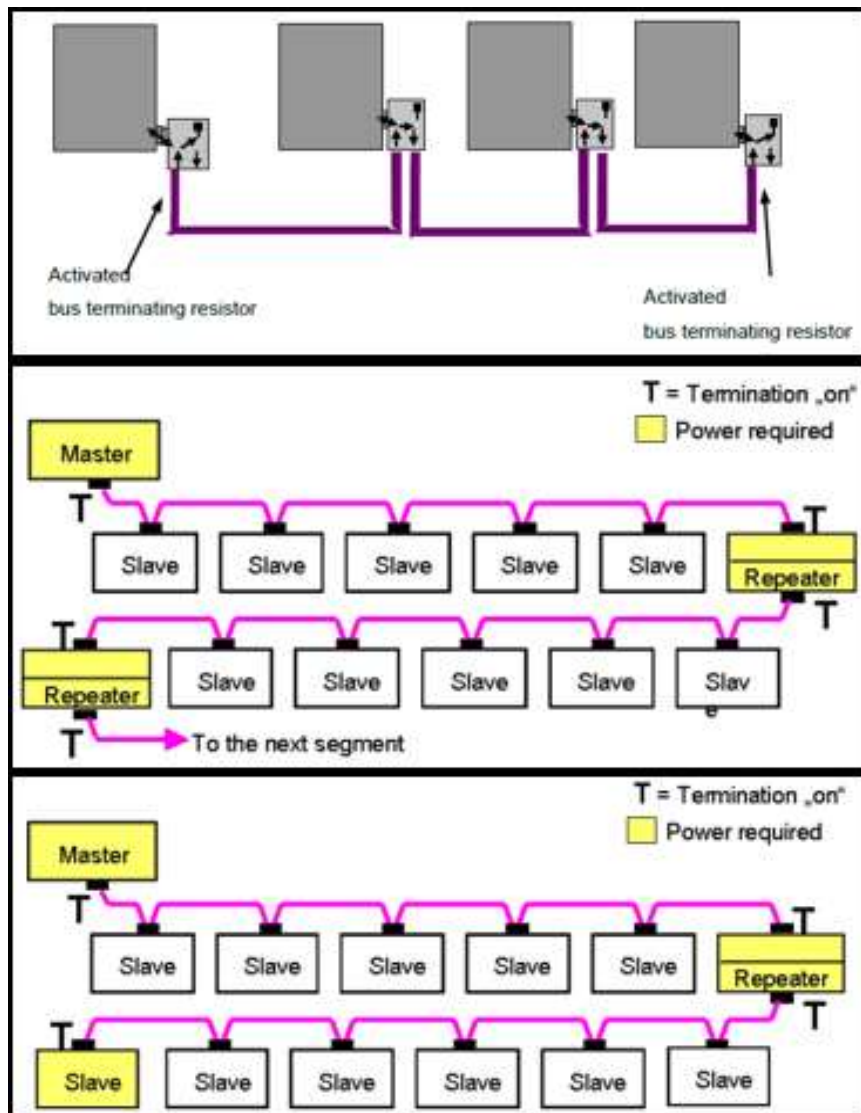 Activated
bus terminating resistor
Activated
bus terminating resistor
T = Termination „on“
Power required
Master
T
T
Slave Slave Slave Slave Slave
Repeater
T
T
Repeater
Slave Slave Slave Slave Slav
e
T
To the next segment
T = Termination „on“
Power required
Master
T
T
Slave Slave Slave Slave Slave
Repeater
T
T
Slave Slave Slave Slave Slave Slave